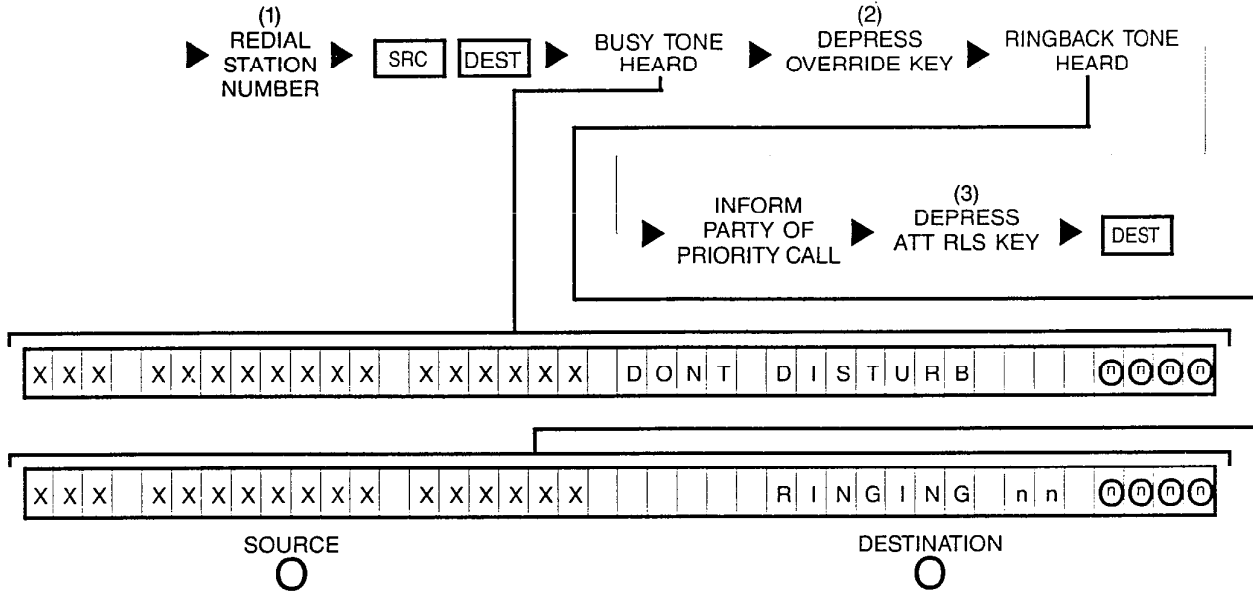 (1)
REDIAL
STATION
NUMBER
SRC
DEST
BUSY TONE
HEARD
(2)
DEPRESS
OVERRIDE KEY
RINGBACK TONE
HEARD
INFORM
PARTY OF
PRIORITY CALL
(3)
DEPRESS
ATT RLS KEY
DEST
XXX XXXXXXXX XXXXXX DONT DISTURB nnnn
XXX XXXXXXXX XXXXXX RINGING nn nnnn
SOURCE
DESTINATION